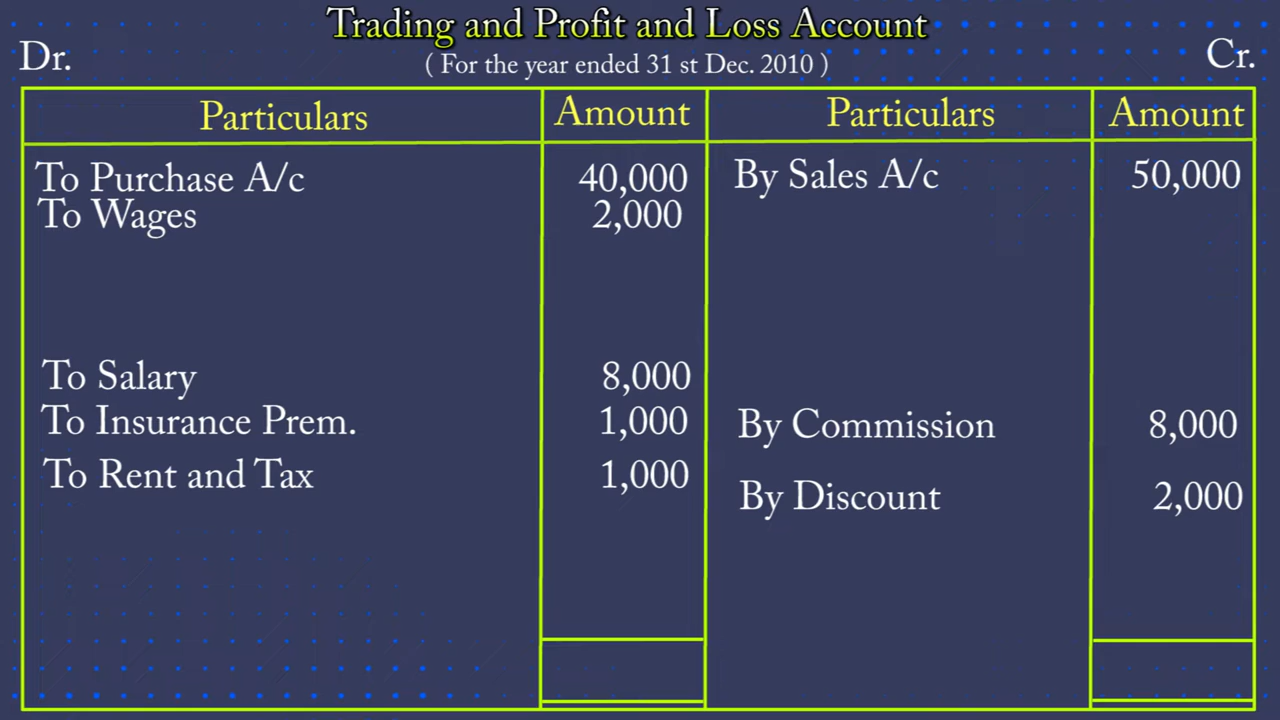 Trading and Profit and Loss Account
Dr.
( For the year ended 31 st Dec. 2010 )
Cr.
Particulars Amount Particulars Amount
To Purchase A/c 40,000 By Sales A/c 50,000
To Wages 2,000
To Salary 8,000
To Insurance Prem. 1,000 By Commission 8,000
To Rent and Tax 1,000
By Discount 2,000